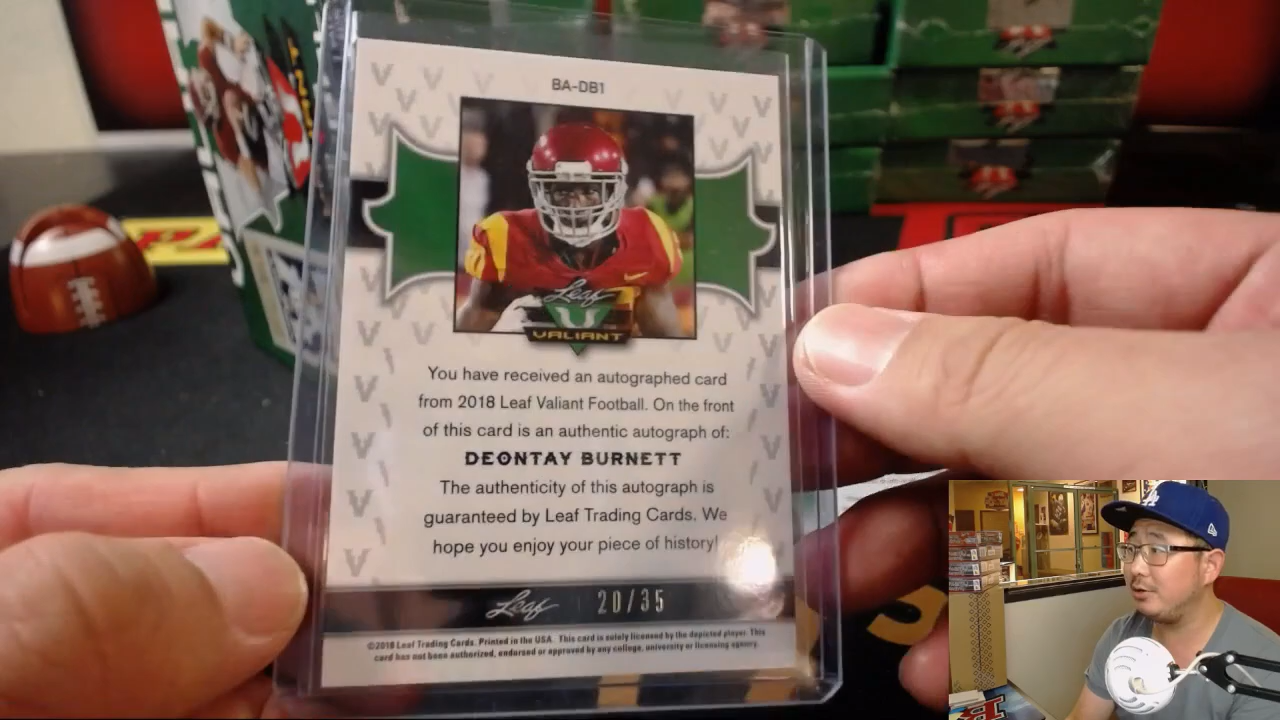 BA-DB1
Leaf
VALIANT
You have received an autographed card
from 2018 Leaf Valiant Football. On the front
of this card is an authentic autograph of:
DEONTAY BURNETT
The authenticity of this autograph is
guaranteed by Leaf Trading Cards. We
hope you enjoy your piece of history!
Leaf 20/35
©2018 Leaf Trading Cards. Printed in the USA. This card is solely licensed by the depicted player. This
card has not been authorized, endorsed or approved by any college, university or licensing agency.
LA